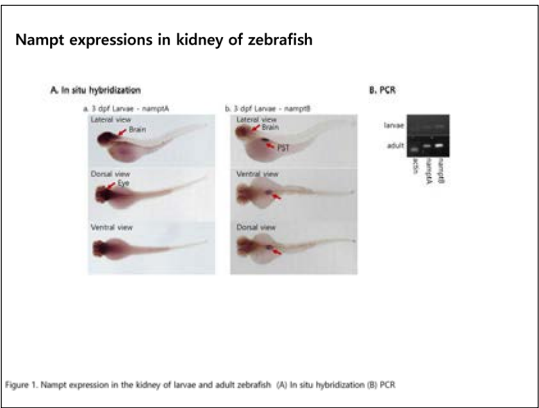 Nampt expressions in kidney of zebrafish
A. In situ hybridization
B. PCR
a. 3 dpf Larvae - namptA
b. 3 dpf Larvae - namptB
Lateral view
Brain
Lateral view
Brain
PST
Dorsal view
Eye
Ventral view
Ventral view
Dorsal view
larvae
adult
actin
namptA
namptB
Figure 1. Nampt expression in the kidney of larvae and adult zebrafish (A) In situ hybridization (B) PCR